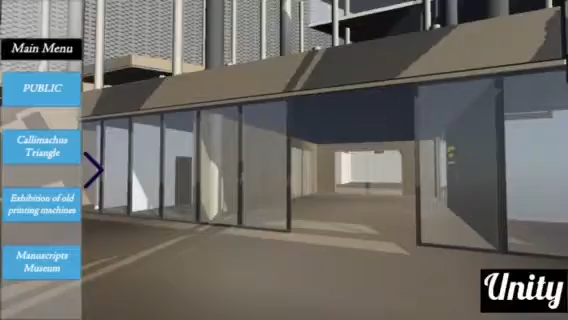 Main Menu
PUBLIC
Callimachus
Triangle
Exhibition of old
printing machines
Manuscripts
Museum
Unity